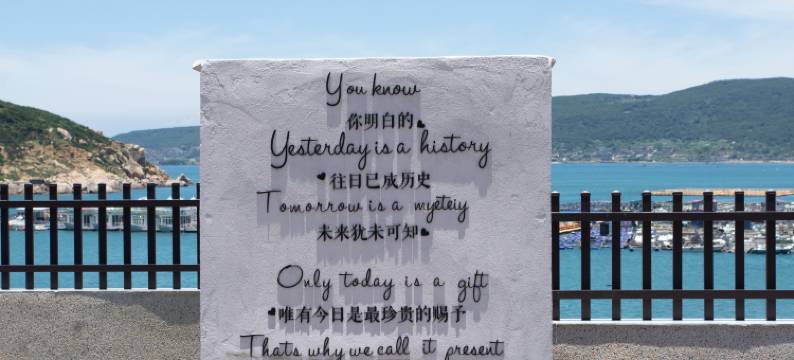 You know
你明白的
Yesterday is a history
往日已成历史
Tomorrow is a myeteiy
未来犹未可知
Only today is a gift
唯有今日是最珍贵的赐予
Thats why we call it present